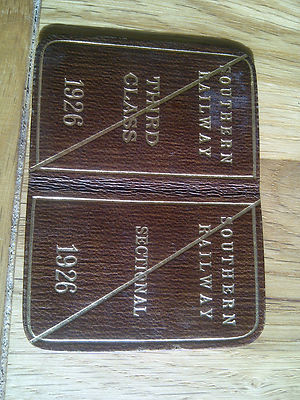 SOUTHERN
RAILWAY
THIRD
CLASS
1926
SOUTHERN
RAILWAY
SECTIONAL
1926